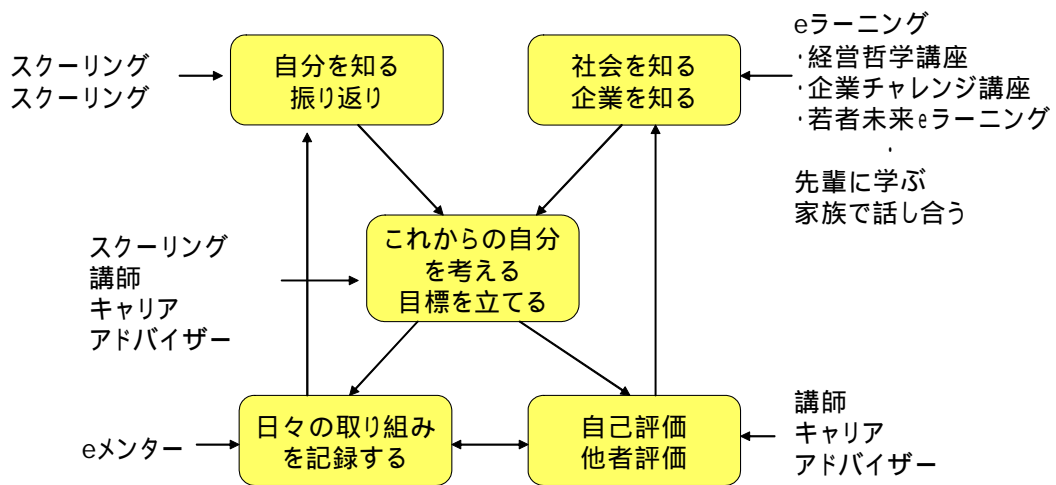 スクーリング
スクーリング
自分を知る
振り返り
社会を知る
企業を知る
eラーニング
・経営哲学講座
・企業チャレンジ講座
・若者未来eラーニング
・
先輩に学ぶ
家族で話し合う
スクーリング
講師
キャリア
アドバイザー
これからの自分
を考える
目標を立てる
eメンター
日々の取り組み
を記録する
自己評価
他者評価
講師
キャリア
アドバイザー